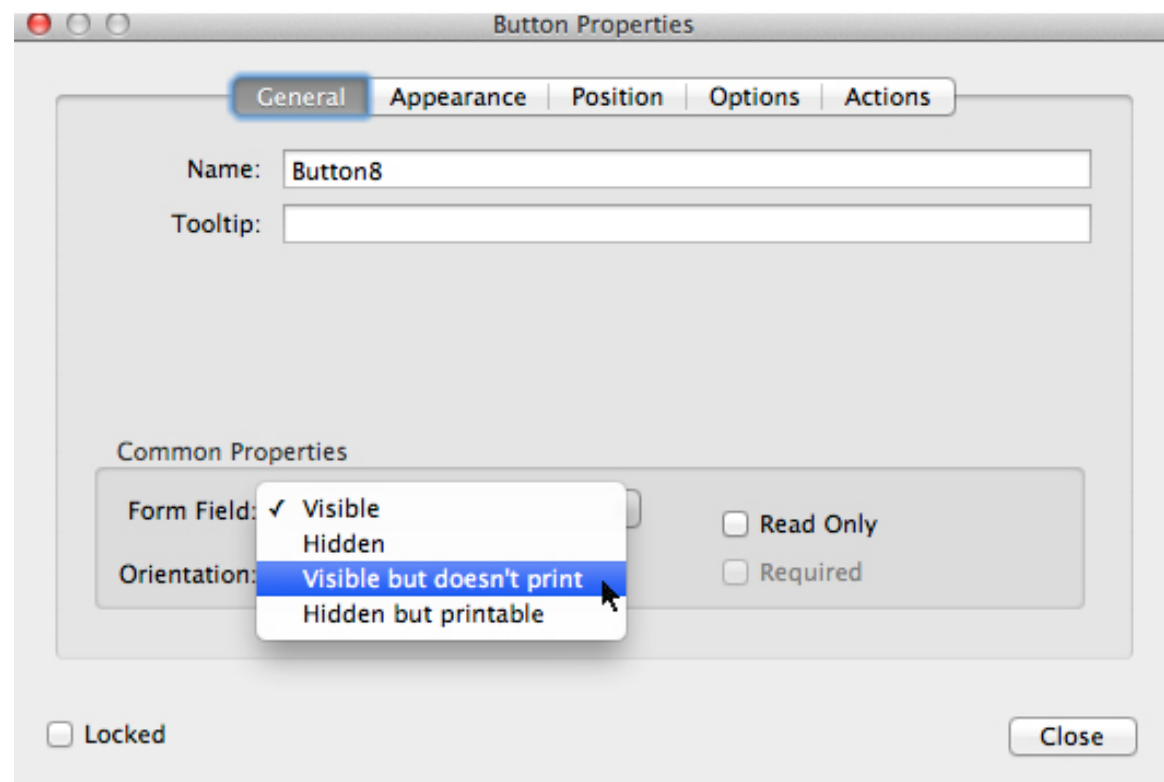 Button Properties
General Appearance Position Options Actions
Name: Button8
Tooltip:
Common Properties
Form Field: ✓ Visible
Hidden
Visible but doesn't print
Hidden but printable
Orientation:
Read Only
Required
Locked
Close